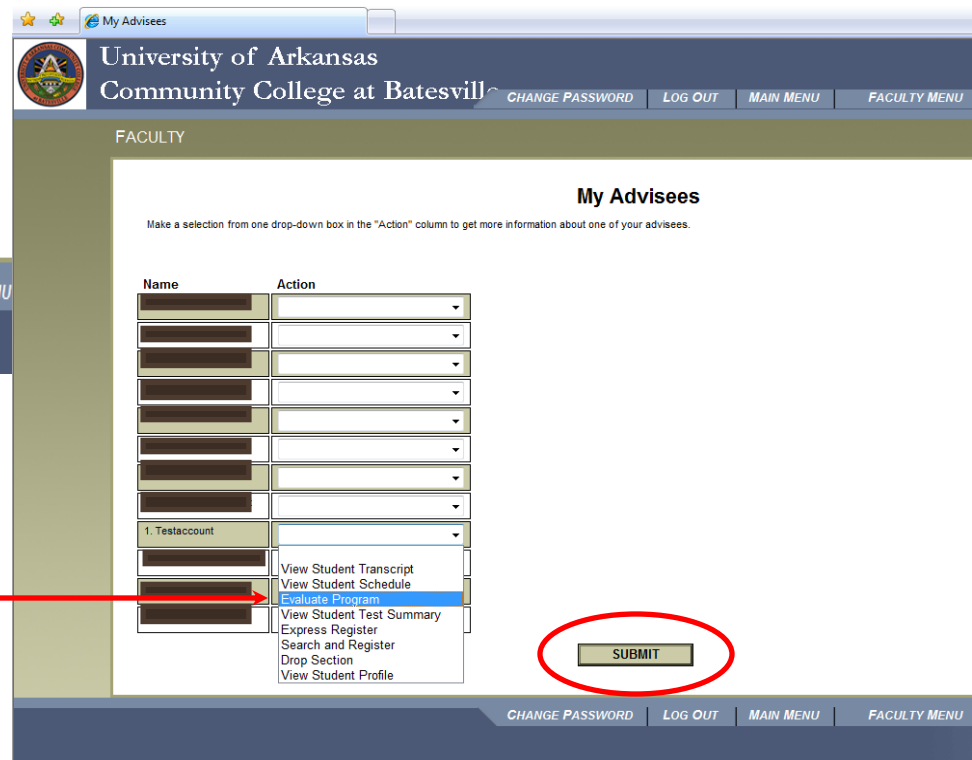 My Advisees
University of Arkansas
Community College at Batesville
CHANGE PASSWORD LOG OUT MAIN MENU FACULTY MENU
FACULTY
My Advisees
Make a selection from one drop-down box in the "Action" column to get more information about one of your advisees.
Name Action
1. Testaccount
View Student Transcript
View Student Schedule
Evaluate Program
View Student Test Summary
Express Register
Search and Register
Drop Section
View Student Profile
SUBMIT
CHANGE PASSWORD LOG OUT MAIN MENU FACULTY MENU